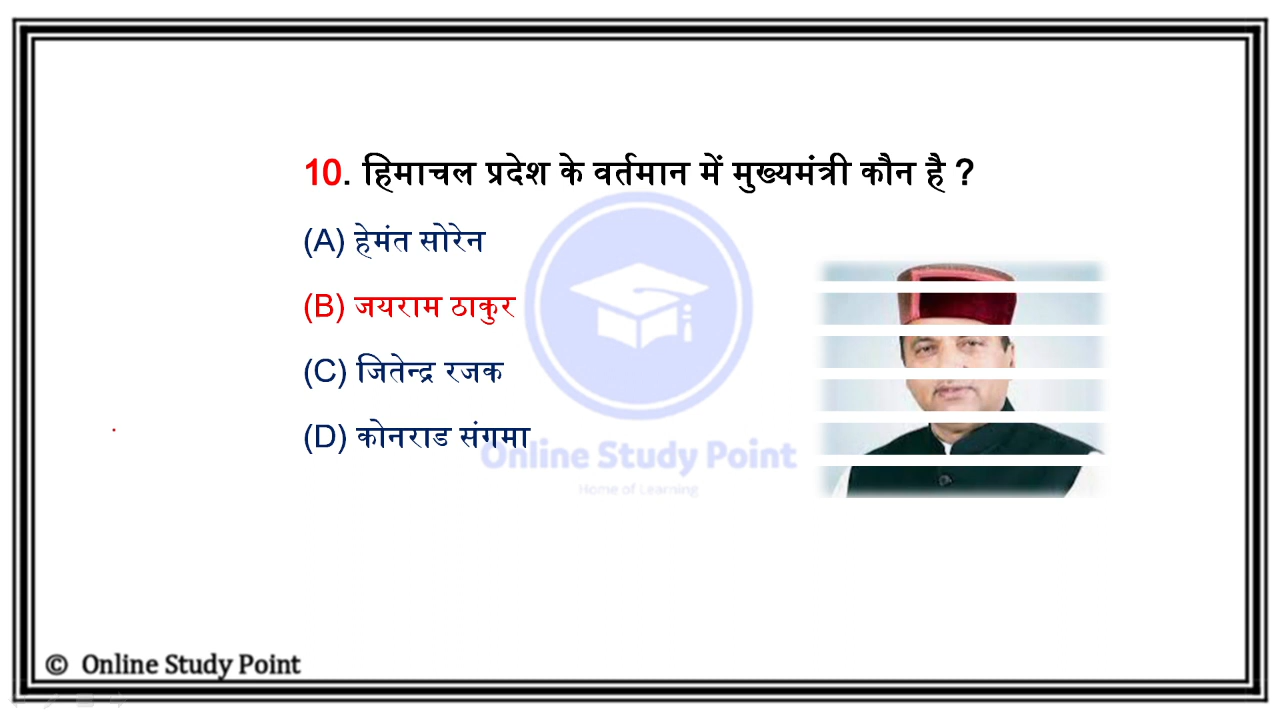 10. हिमाचल प्रदेश के वर्तमान में मुख्यमंत्री कौन है ?
(A) हेमंत सोरेन
(B) जयराम ठाकुर
(C) जितेन्द्र रजक
(D) कोनराड संगमा
Online Study Point
Home of Learning
© Online Study Point